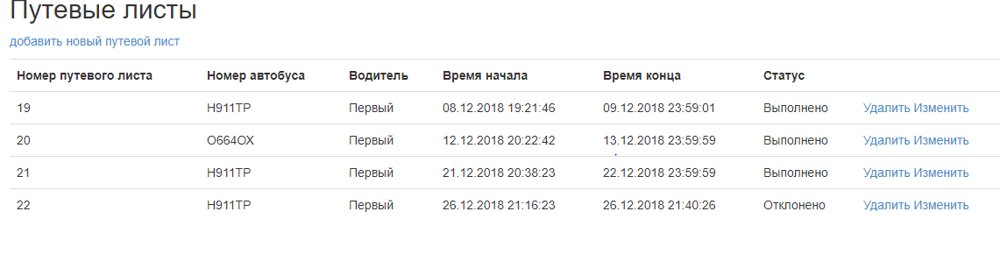 Путевые листы
добавить новый путевой лист
Номер путевого листа Номер автобуса Водитель Время начала Время конца Статус
19 Н911ТР Первый 08.12.2018 19:21:46 09.12.2018 23:59:01 Выполнено Удалить Изменить
20 О664ОХ Первый 12.12.2018 20:22:42 13.12.2018 23:59:59 Выполнено Удалить Изменить
21 Н911ТР Первый 21.12.2018 20:38:23 22.12.2018 23:59:59 Выполнено Удалить Изменить
22 Н911ТР Первый 26.12.2018 21:16:23 26.12.2018 21:40:26 Отклонено Удалить Изменить